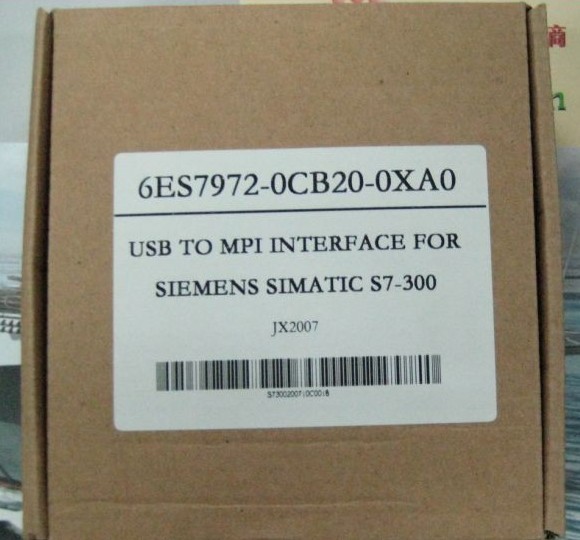 6ES7972-0CB20-0XA0
USB TO MPI INTERFACE FOR
SIEMENS SIMATIC S7-300
JX2007